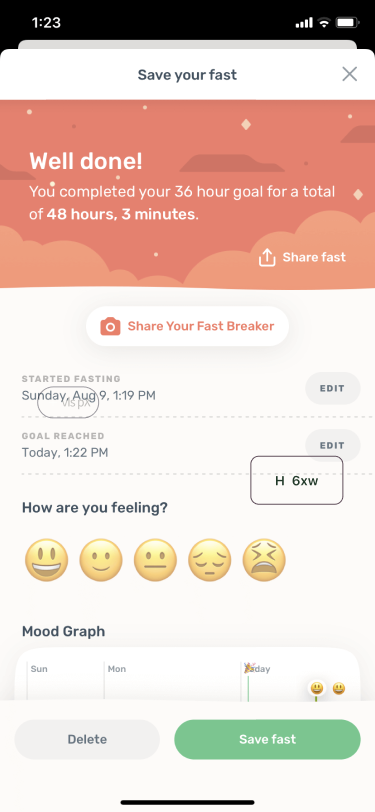 1:23
Save your fast
Well done!
You completed your 36 hour goal for a total
of 48 hours, 3 minutes.
Share fast
Share Your Fast Breaker
STARTED FASTING
Sunday, Aug 9, 1:19 PM
EDIT
GOAL REACHED
Today, 1:22 PM
EDIT
H 6xw
How are you feeling?
Mood Graph
Sun
Mon
Delete
Save fast